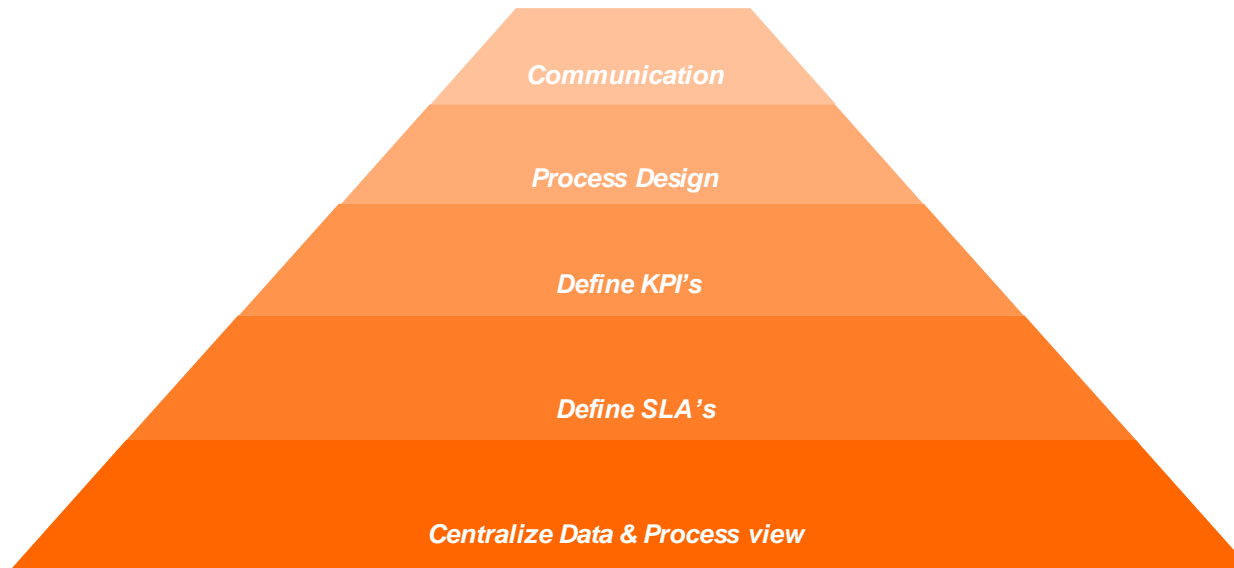 Communication
Process Design
Define KPI’s
Define SLA’s
Centralize Data & Process view